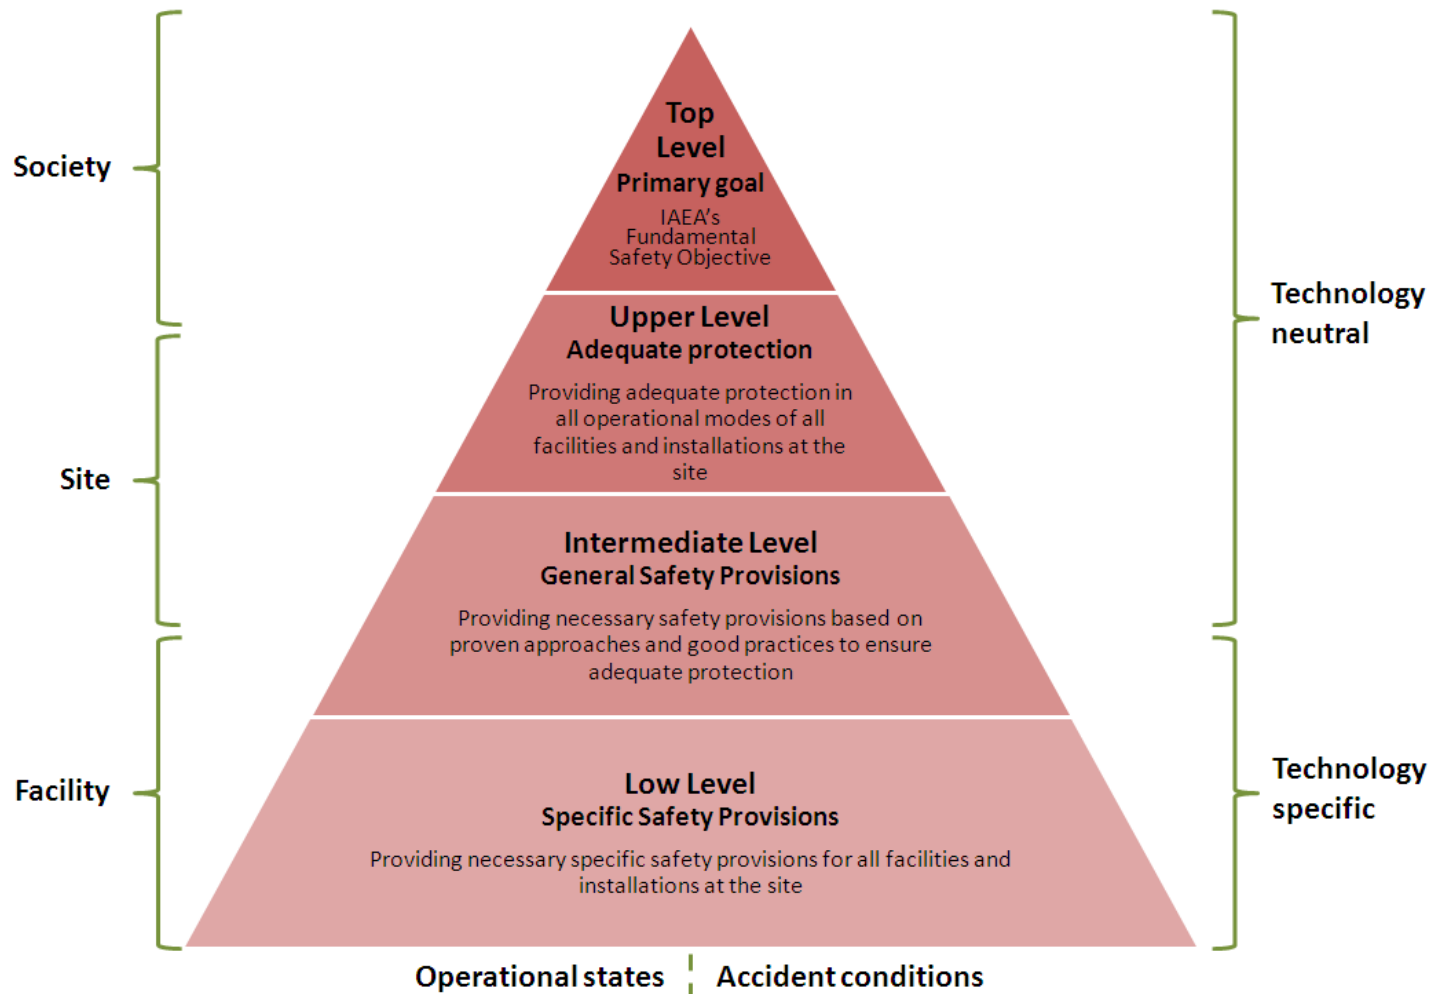 Society
Site
Facility
Top
Level
Primary goal
IAEA's
Fundamental
Safety Objective
Upper Level
Adequate protection
Providing adequate protection in
all operational modes of all
facilities and installations at the
site
Intermediate Level
General Safety Provisions
Providing necessary safety provisions based on
proven approaches and good practices to ensure
adequate protection
Low Level
Specific Safety Provisions
Providing necessary specific safety provisions for all facilities and
installations at the site
Technology
neutral
Technology
specific
Operational states
Accident conditions